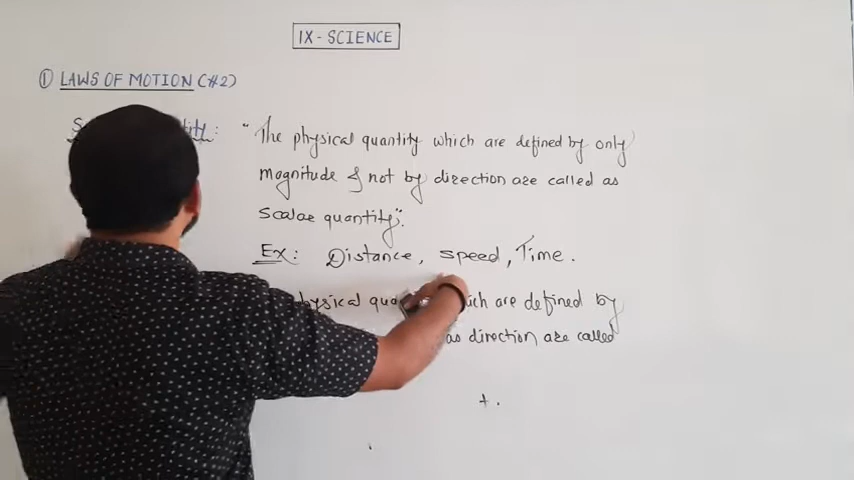 IX - SCIENCE
① LAWS OF MOTION (#2)
: "The physical quantity which are defined by only
magnitude & not by direction are called as
Scalar quantity".
Ex: Distance, speed, Time.
physical which are defined by
as direction are called
+.